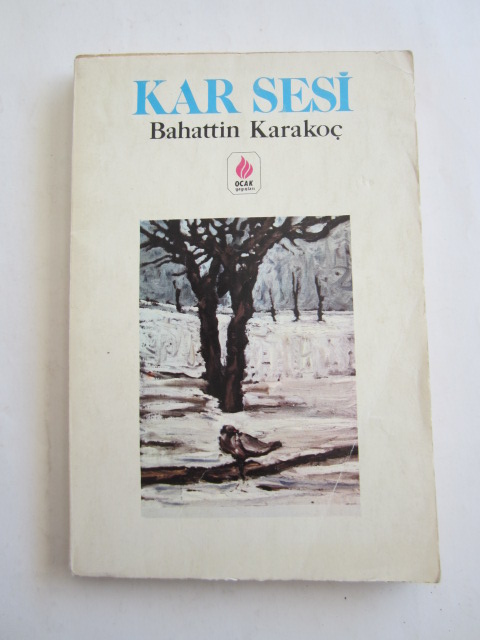 KAR SESİ
Bahattin Karakoç
OCAK
yayınları